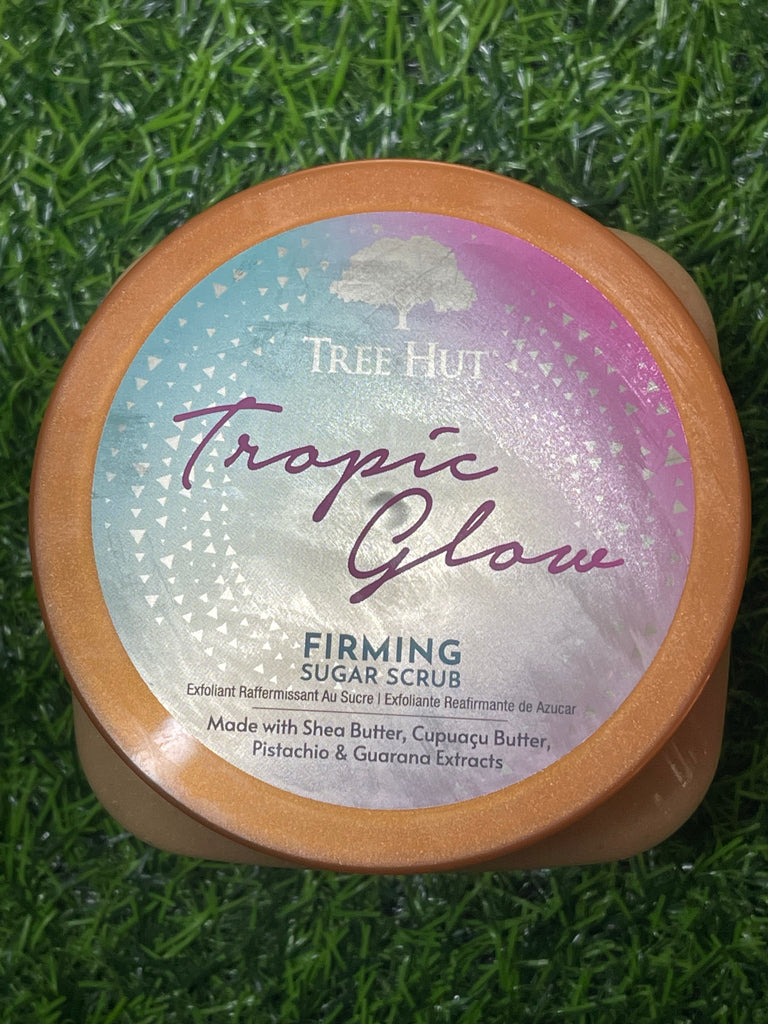 TREE HUT
Tropic
Glow
FIRMING
SUGAR SCRUB
Exfoliant Raffermissant Au Sucre | Exfoliante Reafirmante de Azucar
Made with Shea Butter, Cupuaçu Butter,
Pistachio & Guarana Extracts